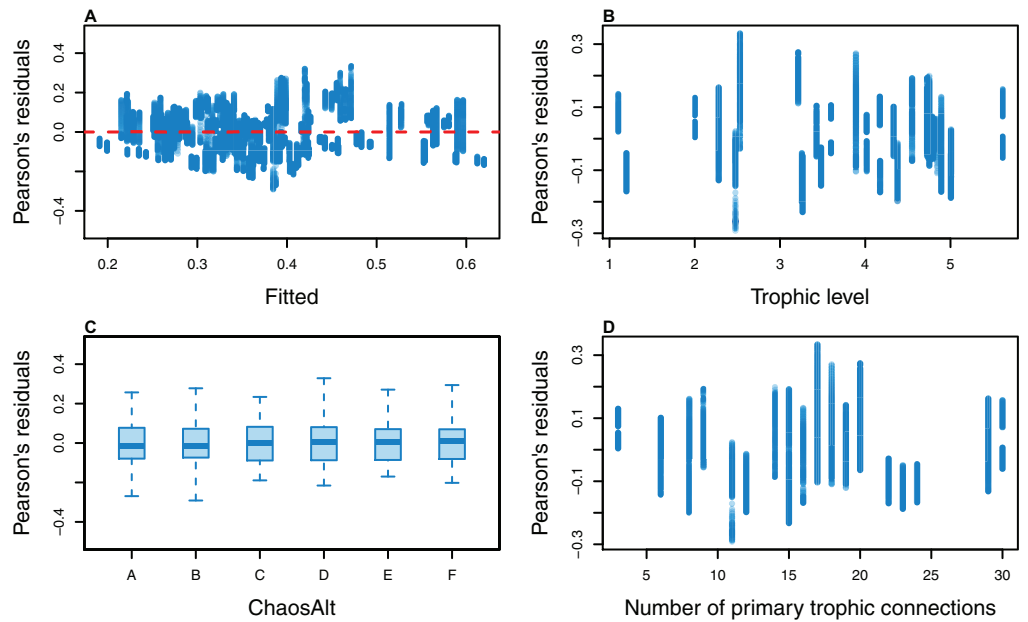 A
Pearson's residuals
0.4
0.2
0.0
−0.4
0.2 0.3 0.4 0.5 0.6
Fitted
B
Pearson's residuals
0.3
0.1
−0.1
−0.3
1 2 3 4 5
Trophic level
C
Pearson's residuals
0.4
0.2
0.0
−0.4
A B C D E F
ChaosAlt
D
Pearson's residuals
0.3
0.1
−0.1
−0.3
5 10 15 20 25 30
Number of primary trophic connections